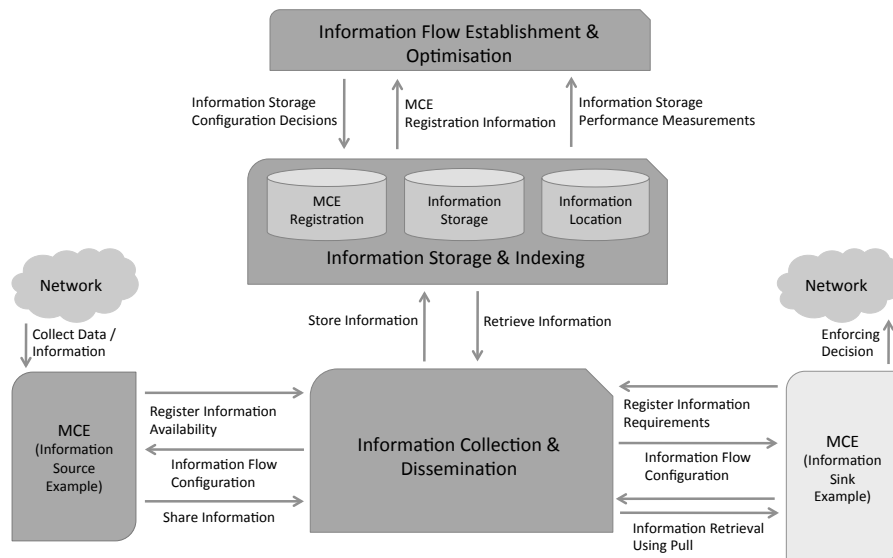 Information Flow Establishment &
Optimisation
Information Storage
Configuration Decisions
MCE
Registration Information
Information Storage
Performance Measurements
MCE
Registration
Information
Storage
Information
Location
Information Storage & Indexing
Network
Network
Store Information
Retrieve Information
Collect Data /
Information
Enforcing
Decision
MCE
(Information
Source
Example)
Register Information
Availability
Information Flow
Configuration
Share Information
Information Collection &
Dissemination
Register Information
Requirements
Information Flow
Configuration
Information Retrieval
Using Pull
MCE
(Information
Sink
Example)